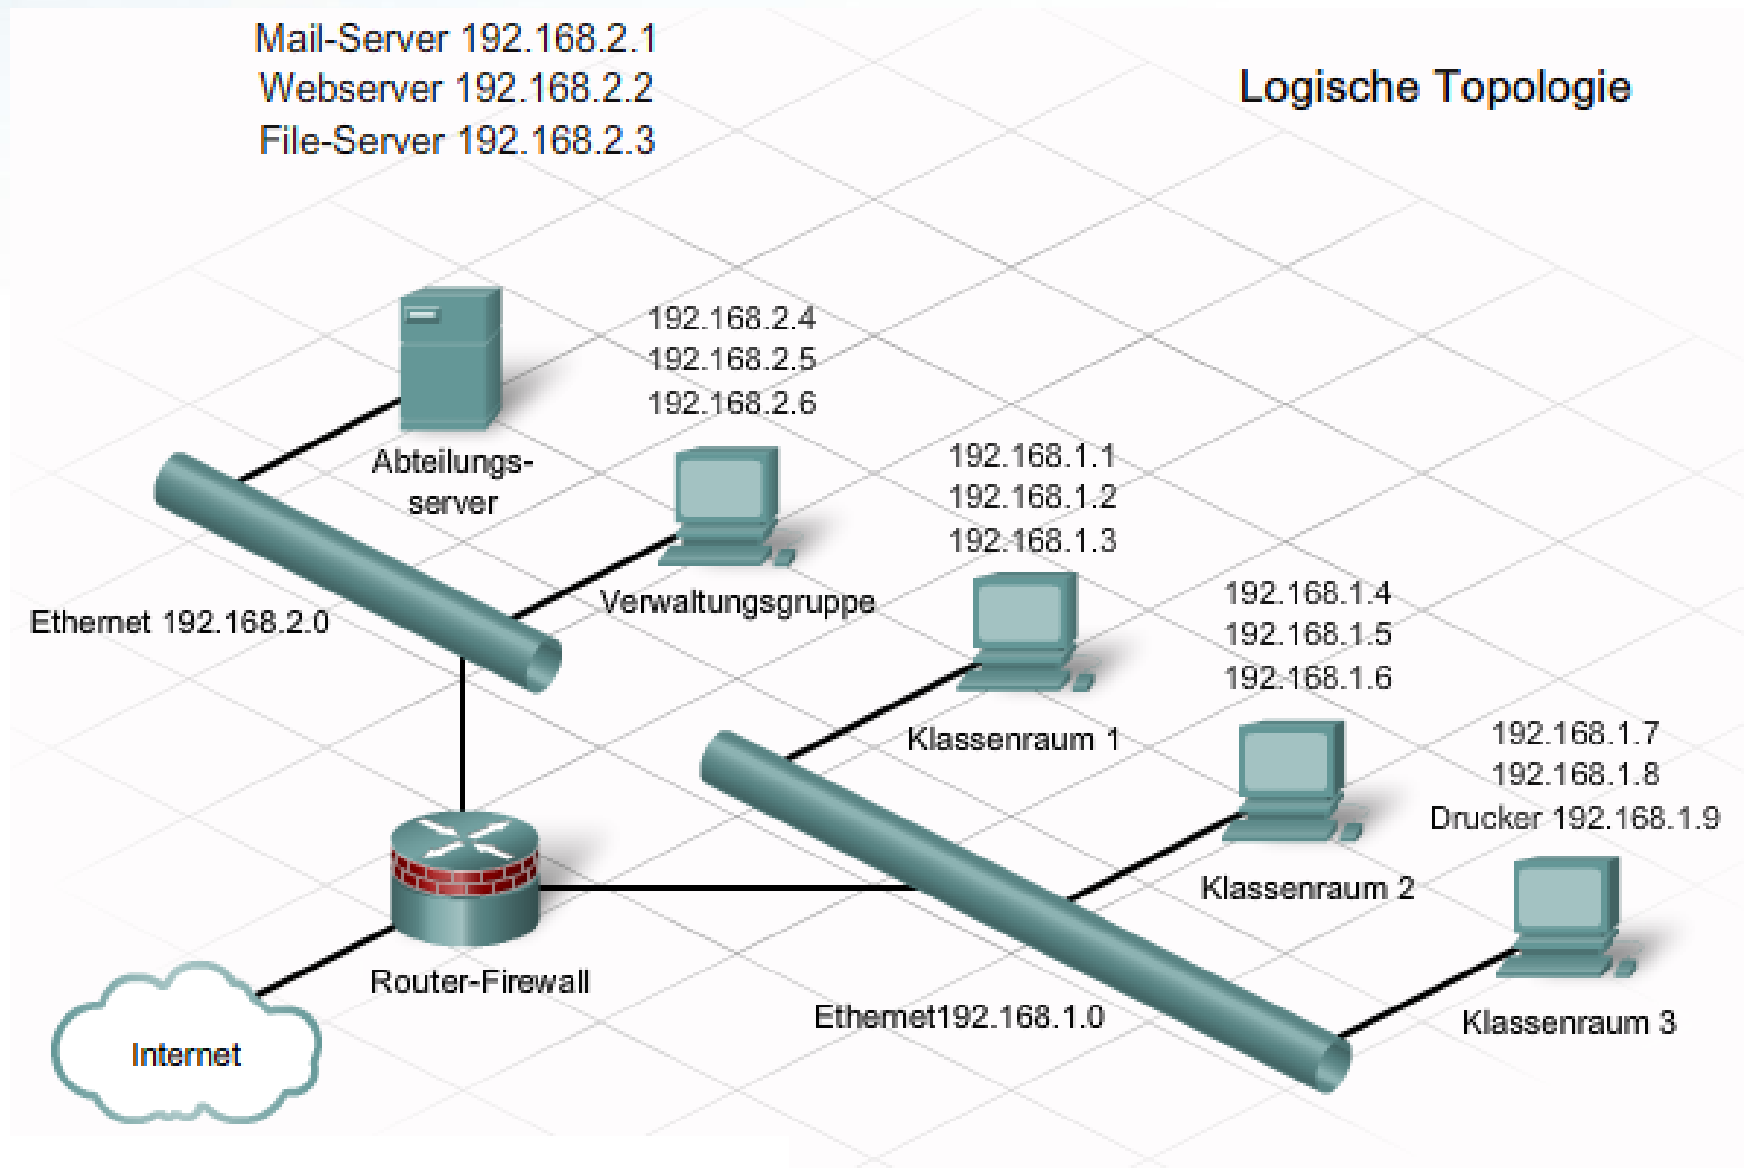 Mail-Server 192.168.2.1
Webserver 192.168.2.2
File-Server 192.168.2.3
Logische Topologie
192.168.2.4
192.168.2.5
192.168.2.6
Abteilungs-
server
192.168.1.1
192.168.1.2
192.168.1.3
Verwaltungsgruppe
Ethernet 192.168.2.0
192.168.1.4
192.168.1.5
192.168.1.6
Klassenraum 1
192.168.1.7
192.168.1.8
Drucker 192.168.1.9
Klassenraum 2
Router-Firewall
Ethernet192.168.1.0
Klassenraum 3
Internet